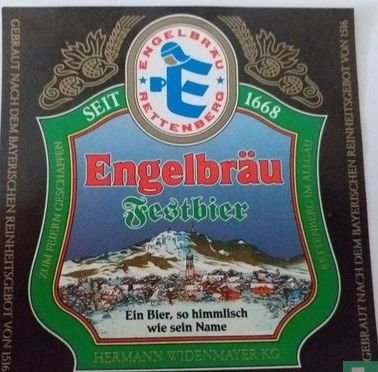 ENGELBRÄU
RETTENBERG
SEIT 1668
Engelbräu
Festbier
ZUM FEIERN GESCHAFFEN
RETTENBERG IM ALLGÄU
Ein Bier, so himmlisch
wie sein Name
HERMANN WIDENMAYER KG
GEBRAUT NACH DEM BAYERISCHEN REINHEITSGEBOT VON 1516
GEBRAUT NACH DEM BAYERISCHEN REINHEITSGEBOT VON 1516